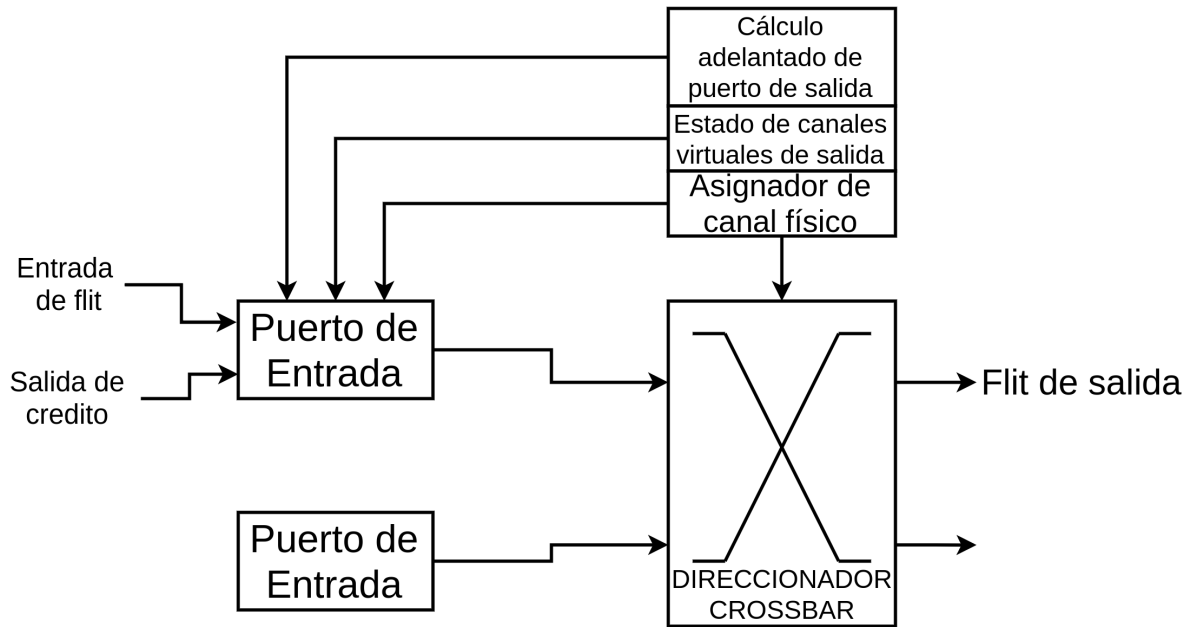 Cálculo
adelantado de
puerto de salida
Estado de canales
virtuales de salida
Asignador de
canal físico
Entrada
de flit
Puerto de
Entrada
Salida de
credito
Flit de salida
Puerto de
Entrada
DIRECCIONADOR
CROSSBAR